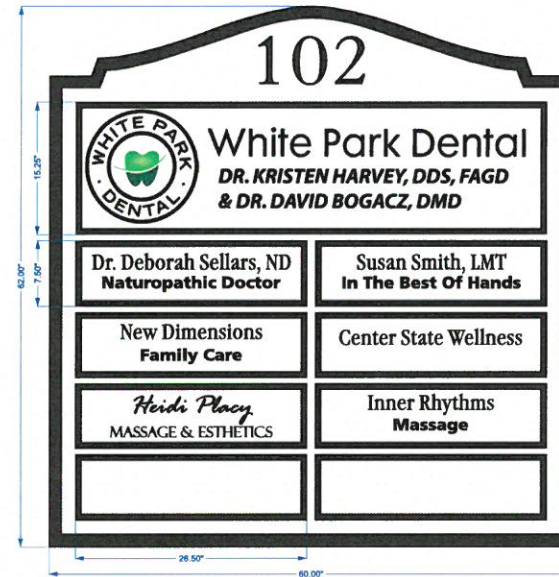 102
WHITE PARK
· DENTAL ·
White Park Dental
DR. KRISTEN HARVEY, DDS, FAGD
& DR. DAVID BOGACZ, DMD
Dr. Deborah Sellars, ND
Naturopathic Doctor
Susan Smith, LMT
In The Best Of Hands
New Dimensions
Family Care
Center State Wellness
Heidi Placy
MASSAGE & ESTHETICS
Inner Rhythms
Massage
62.00"
15.25"
7.50"
26.50"
60.00"